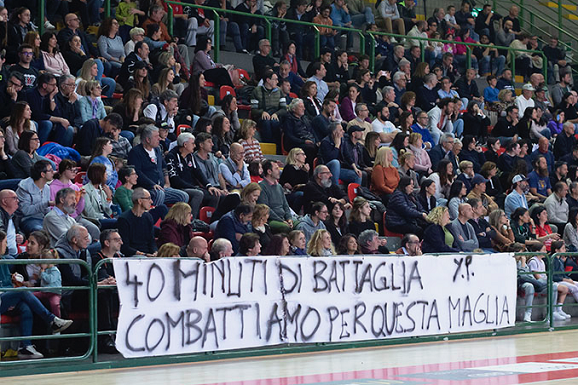 40 MINUTI DI BATTAGLIA Y.P.
COMBATTIAMO PER QUESTA MAGLIA